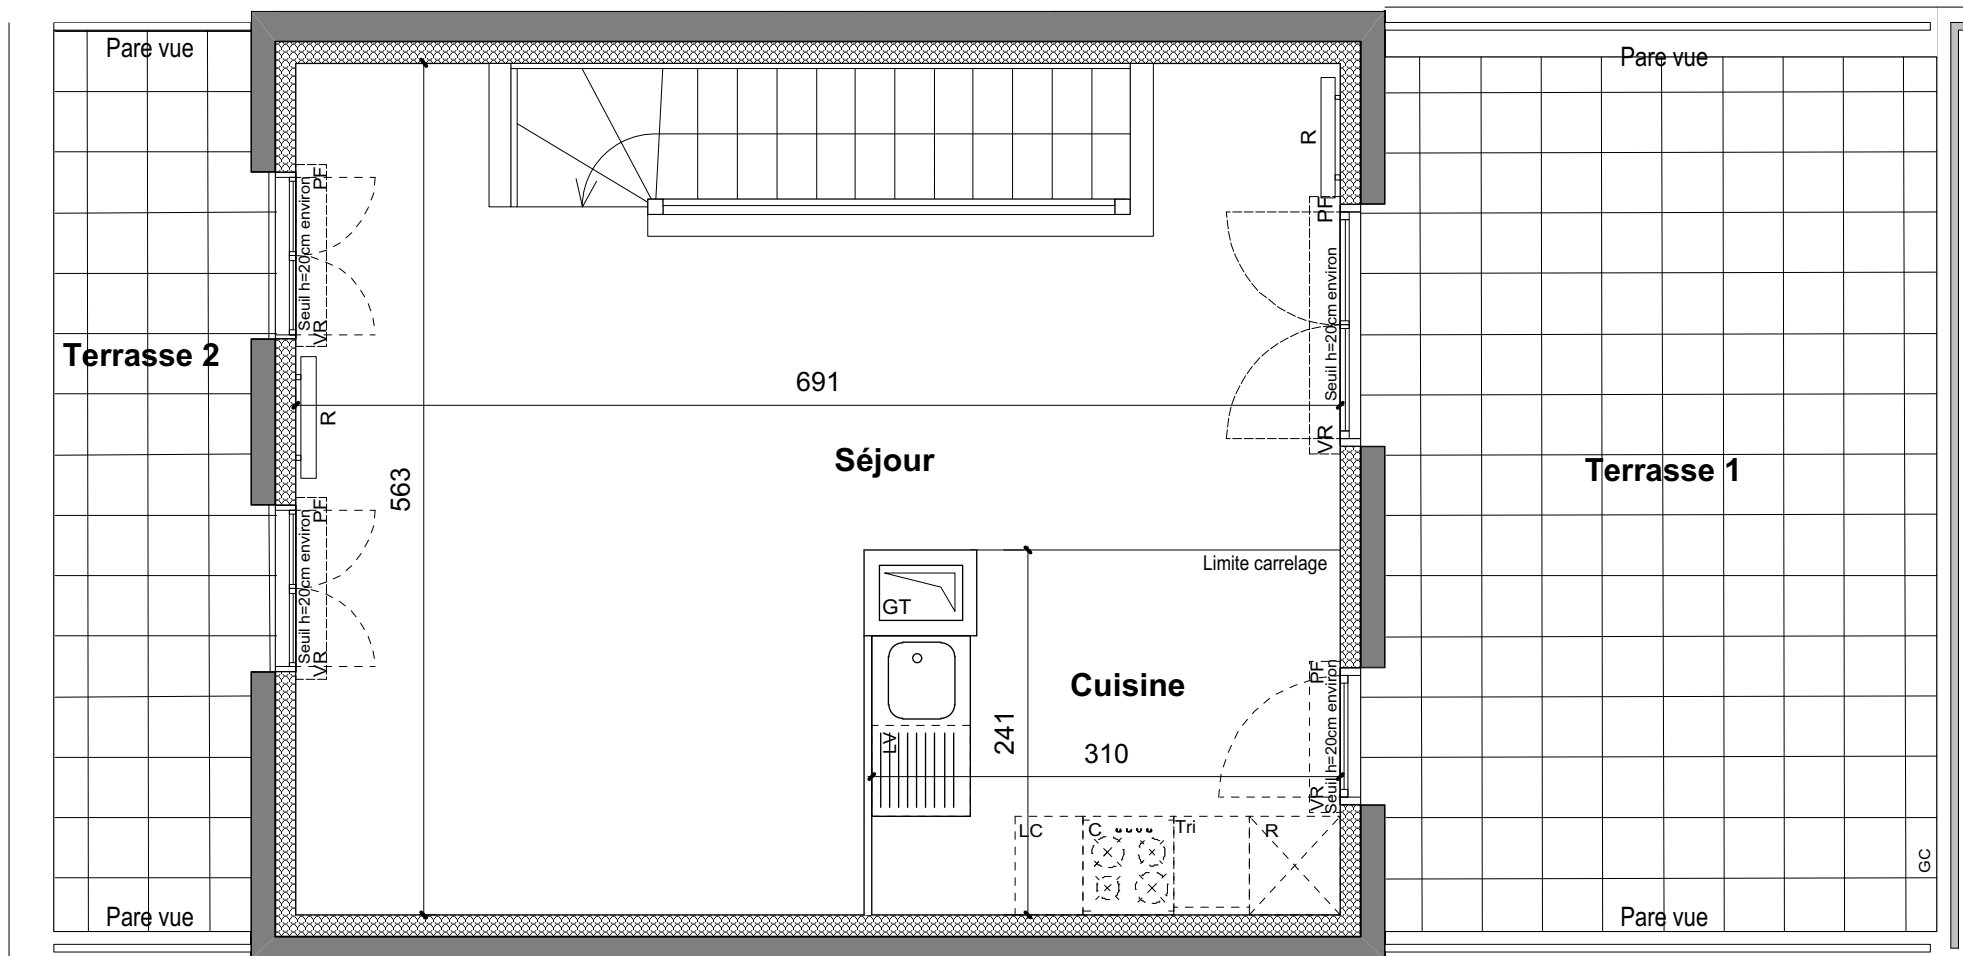 Pare vue
Pare vue
R
PF
Seuil h=20cm environ
VR
PF
Seuil h=20cm environ
VR
Terrasse 2
691
R
Séjour
563
Terrasse 1
PF
Seuil h=20cm environ
VR
Limite carrelage
GT
Cuisine
241
310
LV
PF
Seuil h=20cm environ
VR
LC
C
Tri
R
GC
Pare vue
Pare vue